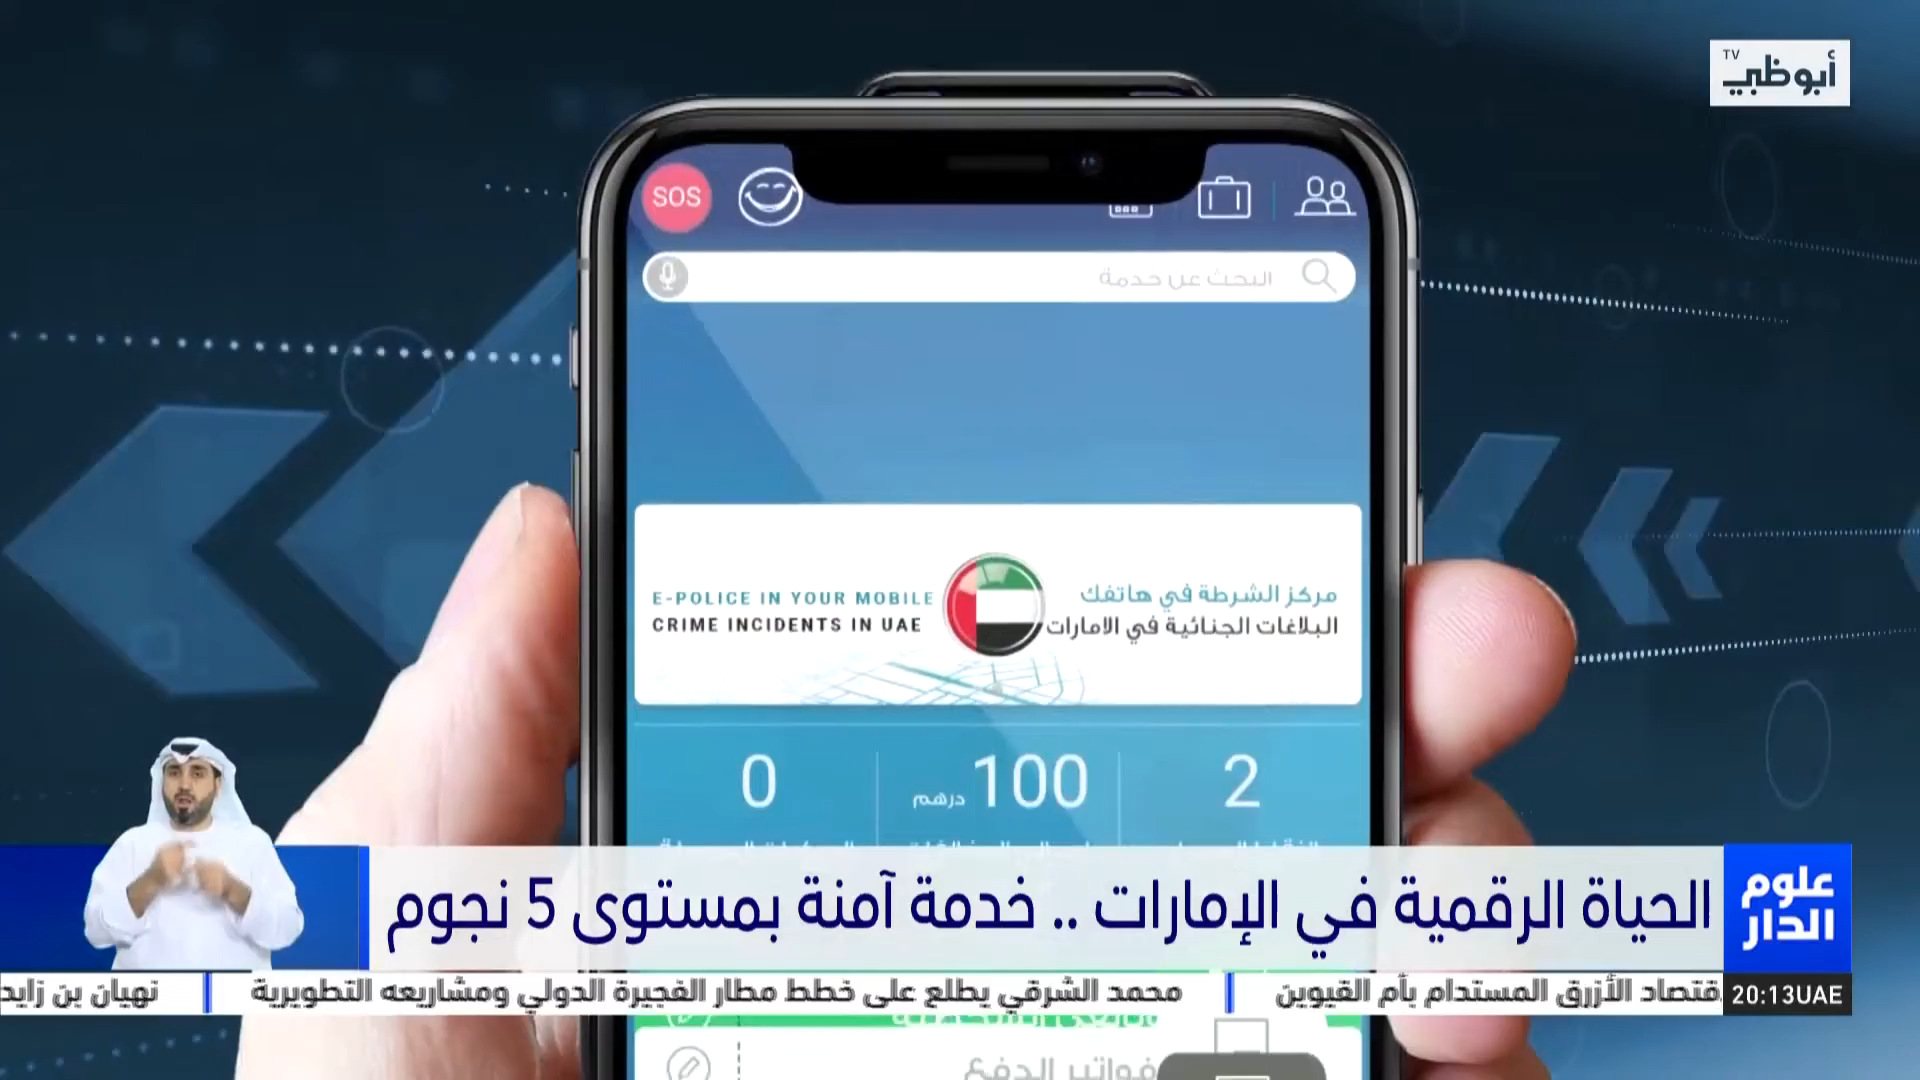 TV
أبوظبي
SOS
البحث عن خدمة
E-POLICE IN YOUR MOBILE
CRIME INCIDENTS IN UAE
مركز الشرطة في هاتفك
البلاغات الجنائية في الامارات
2
100 درهم
0
علوم الدار
الحياة الرقمية في الإمارات .. خدمة آمنة بمستوى 5 نجوم
20:13UAE
قتصاد الأزرق المستدام بأم القيوين | محمد الشرقي يطلع على خطط مطار الفجيرة الدولي ومشاريعه التطويرية | نهيان بن زايد
فواتير الدفع